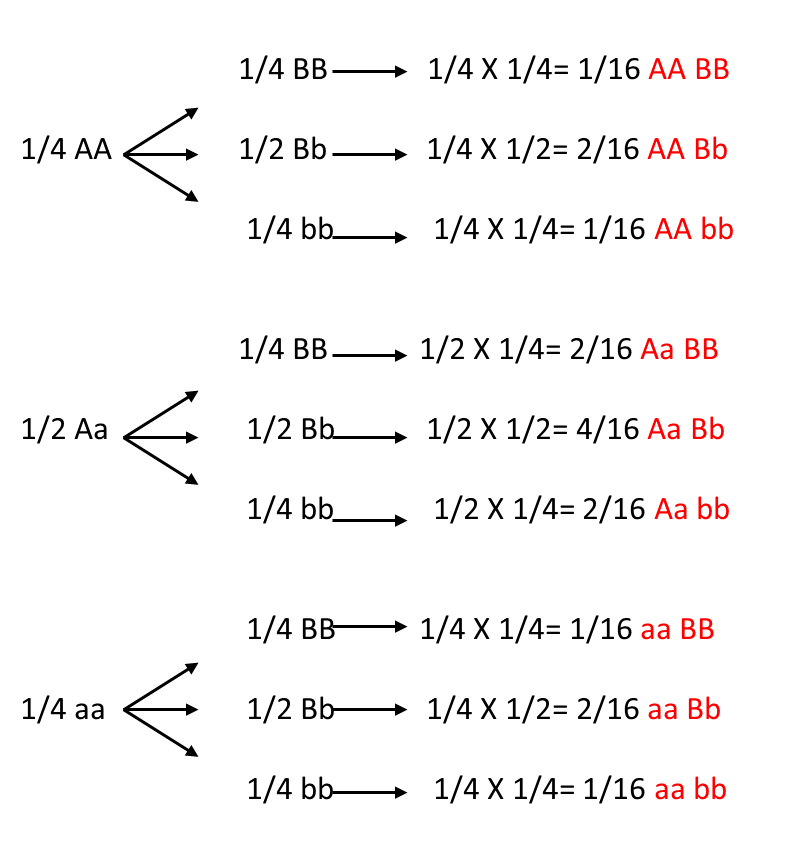 1/4 BB 1/4 X 1/4= 1/16 AA BB
1/4 AA 1/2 Bb 1/4 X 1/2= 2/16 AA Bb
1/4 bb 1/4 X 1/4= 1/16 AA bb
1/4 BB 1/2 X 1/4= 2/16 Aa BB
1/2 Aa 1/2 Bb 1/2 X 1/2= 4/16 Aa Bb
1/4 bb 1/2 X 1/4= 2/16 Aa bb
1/4 BB 1/4 X 1/4= 1/16 aa BB
1/4 aa 1/2 Bb 1/4 X 1/2= 2/16 aa Bb
1/4 bb 1/4 X 1/4= 1/16 aa bb